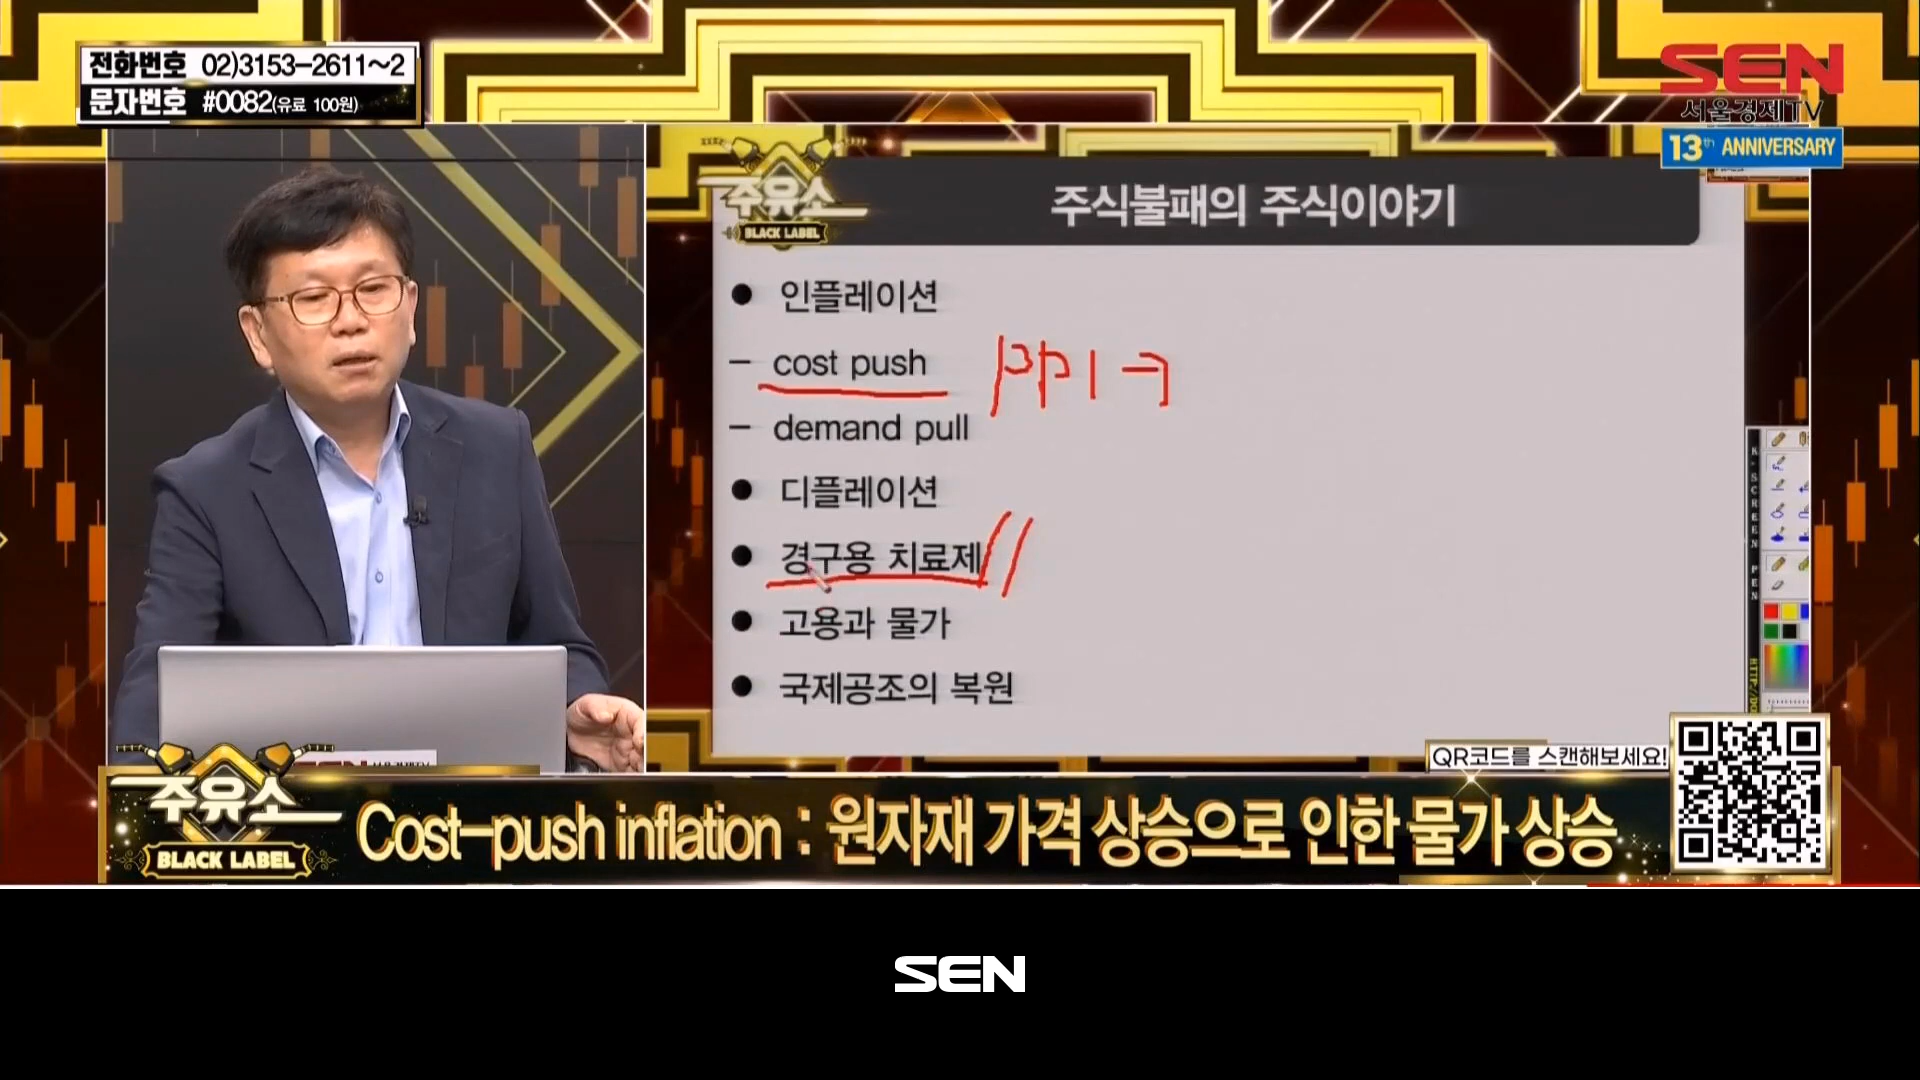 전화번호 02)3153-2611~2
문자번호 #0082(유료 100원)
SEN
서울경제TV
13th ANNIVERSARY
주유소
BLACK LABEL
주식불패의 주식이야기
● 인플레이션
- cost push
ppi →
- demand pull
● 디플레이션
● 경구용 치료제
● 고용과 물가
● 국제공조의 복원
K-SCREEN PEN
QR코드를 스캔해보세요!
주유소
BLACK LABEL
Cost-push inflation : 원자재 가격 상승으로 인한 물가 상승
SEN